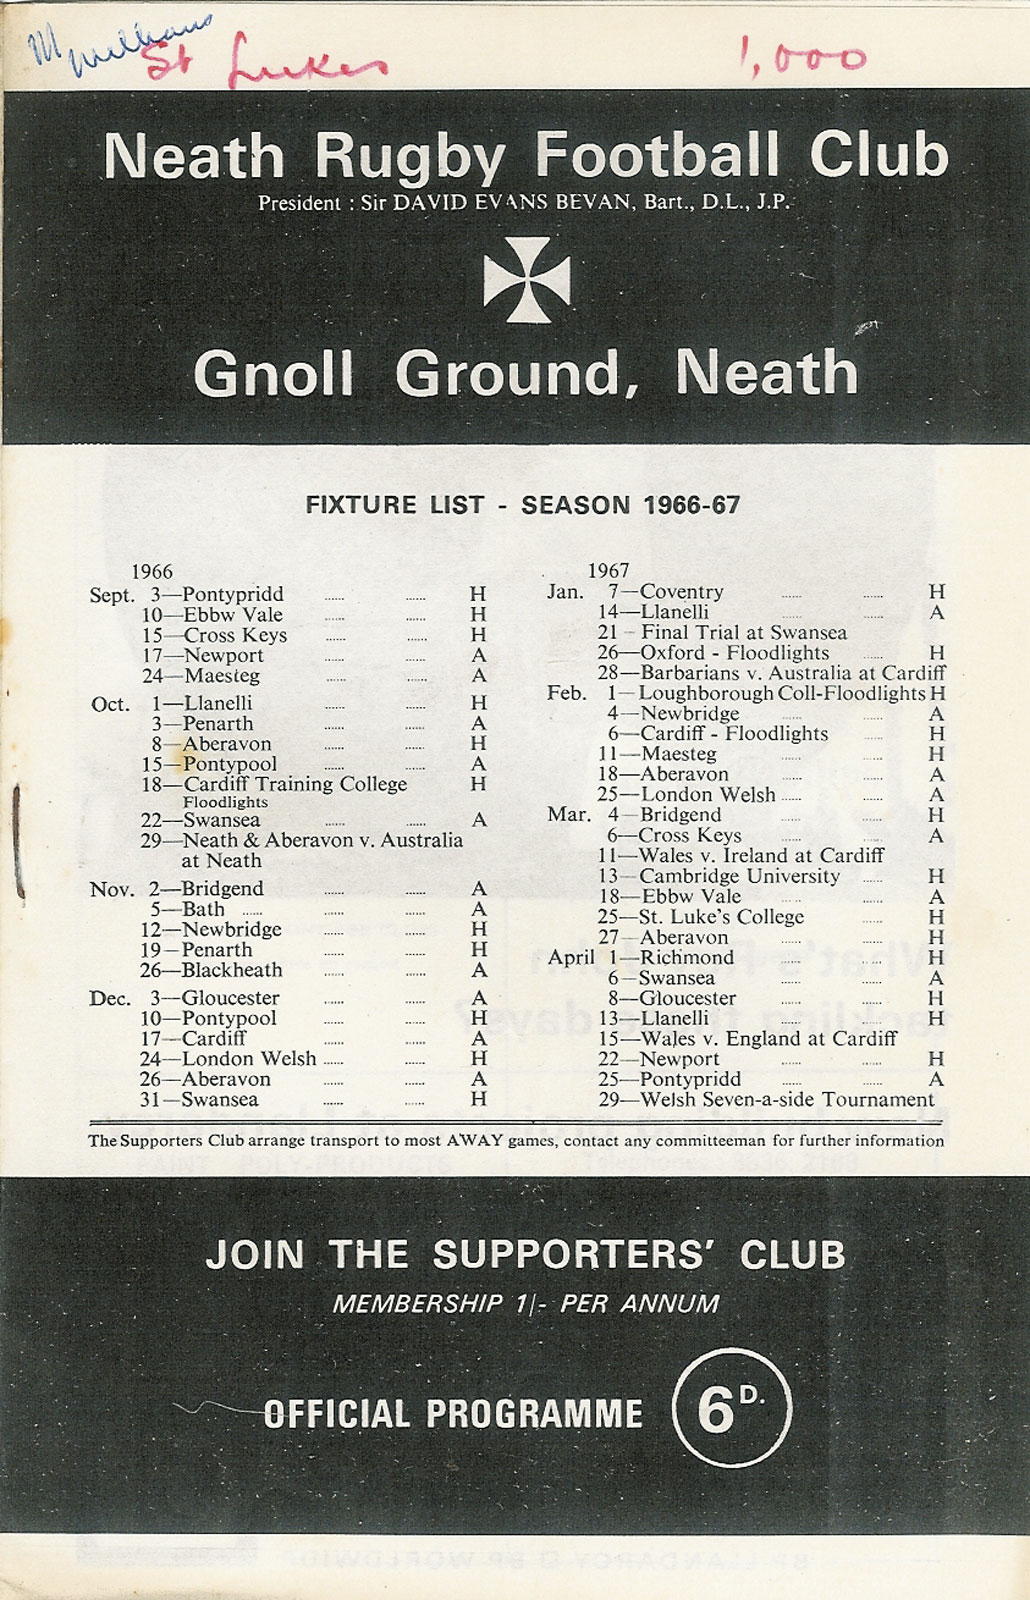 M Williams
St Lukes 1,000
Neath Rugby Football Club
President : Sir DAVID EVANS BEVAN, Bart., D.L., J.P.
Gnoll Ground, Neath
FIXTURE LIST - SEASON 1966-67
1966
Sept. 3—Pontypridd ...... ...... H
10—Ebbw Vale ...... ...... H
15—Cross Keys ...... ...... H
17—Newport ...... ...... A
24—Maesteg ...... ...... A
Oct. 1—Llanelli ...... ...... H
3—Penarth ...... ...... A
8—Aberavon ...... ...... H
15—Pontypool ...... ...... A
18—Cardiff Training College H
Floodlights
22—Swansea ...... ...... A
29—Neath & Aberavon v. Australia
at Neath
Nov. 2—Bridgend ...... ...... A
5—Bath ...... ...... ...... A
12—Newbridge ...... ...... H
19—Penarth ...... ...... H
26—Blackheath ...... ...... A
Dec. 3—Gloucester ...... ...... A
10—Pontypool ...... ...... H
17—Cardiff ...... ...... A
24—London Welsh ...... ...... H
26—Aberavon ...... ...... A
31—Swansea ...... ...... H
1967
Jan. 7—Coventry ...... ...... H
14—Llanelli ...... ...... A
21—Final Trial at Swansea
26—Oxford - Floodlights ...... H
28—Barbarians v. Australia at Cardiff
Feb. 1—Loughborough Coll-Floodlights H
4—Newbridge ...... ...... A
6—Cardiff - Floodlights ...... H
11—Maesteg ...... ...... H
18—Aberavon ...... ...... A
25—London Welsh ...... ...... A
Mar. 4—Bridgend ...... ...... H
6—Cross Keys ...... ...... A
11—Wales v. Ireland at Cardiff
13—Cambridge University ...... H
18—Ebbw Vale ...... ...... A
25—St. Luke's College ...... H
27—Aberavon ...... ...... H
April 1—Richmond ...... ...... H
6—Swansea ...... ...... A
8—Gloucester ...... ...... H
13—Llanelli ...... ...... H
15—Wales v. England at Cardiff
22—Newport ...... ...... H
25—Pontypridd ...... ...... A
29—Welsh Seven-a-side Tournament
The Supporters Club arrange transport to most AWAY games, contact any committeeman for further information
JOIN THE SUPPORTERS' CLUB
MEMBERSHIP 1/- PER ANNUM
OFFICIAL PROGRAMME 6D.